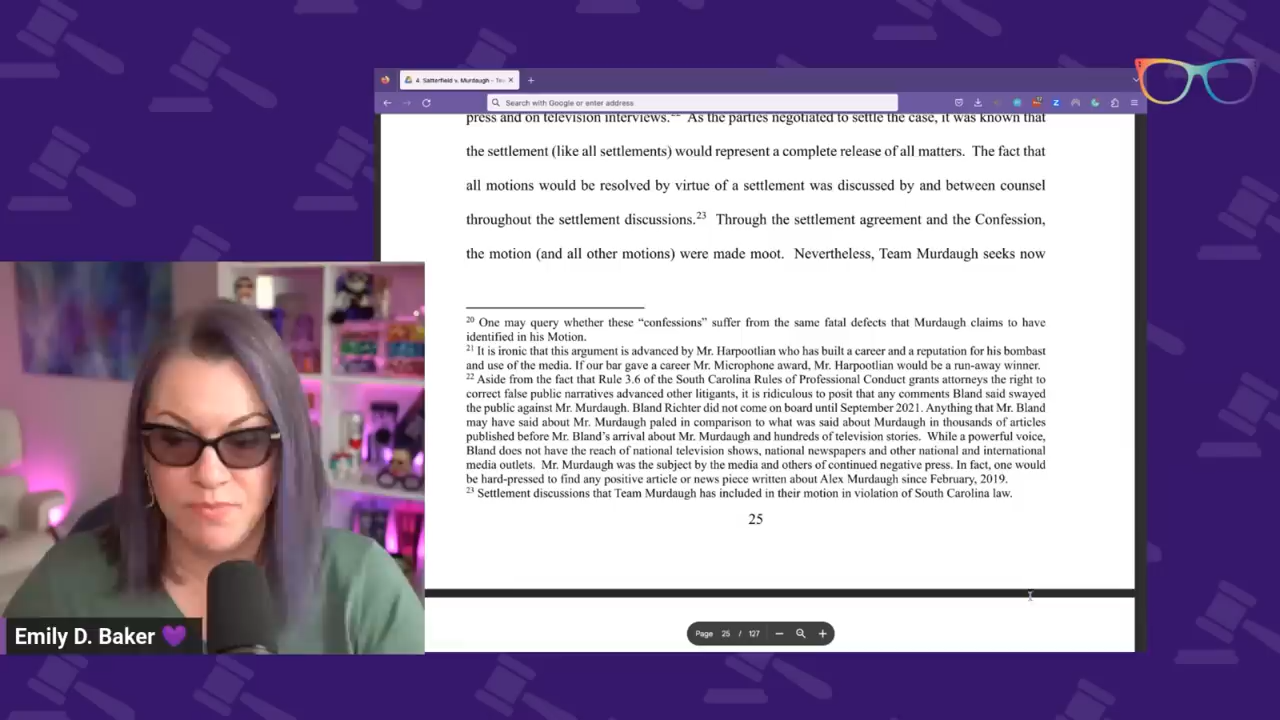 4. Satterfield v. Murdaugh - Te
Search with Google or enter address
press and on television interviews.22 As the parties negotiated to settle the case, it was known that
the settlement (like all settlements) would represent a complete release of all matters. The fact that
all motions would be resolved by virtue of a settlement was discussed by and between counsel
throughout the settlement discussions.23 Through the settlement agreement and the Confession,
the motion (and all other motions) were made moot. Nevertheless, Team Murdaugh seeks now
20 One may query whether these “confessions” suffer from the same fatal defects that Murdaugh claims to have
identified in his Motion.
21 It is ironic that this argument is advanced by Mr. Harpootlian who has built a career and a reputation for his bombast
and use of the media. If our bar gave a career Mr. Microphone award, Mr. Harpootlian would be a run-away winner.
22 Aside from the fact that Rule 3.6 of the South Carolina Rules of Professional Conduct grants attorneys the right to
correct false public narratives advanced other litigants, it is ridiculous to posit that any comments Bland said swayed
the public against Mr. Murdaugh. Bland Richter did not come on board until September 2021. Anything that Mr. Bland
may have said about Mr. Murdaugh paled in comparison to what was said about Murdaugh in thousands of articles
published before Mr. Bland’s arrival about Mr. Murdaugh and hundreds of television stories. While a powerful voice,
Bland does not have the reach of national television shows, national newspapers and other national and international
media outlets. Mr. Murdaugh was the subject by the media and others of continued negative press. In fact, one would
be hard-pressed to find any positive article or news piece written about Alex Murdaugh since February, 2019.
23 Settlement discussions that Team Murdaugh has included in their motion in violation of South Carolina law.
25
Page 25 / 127
Emily D. Baker